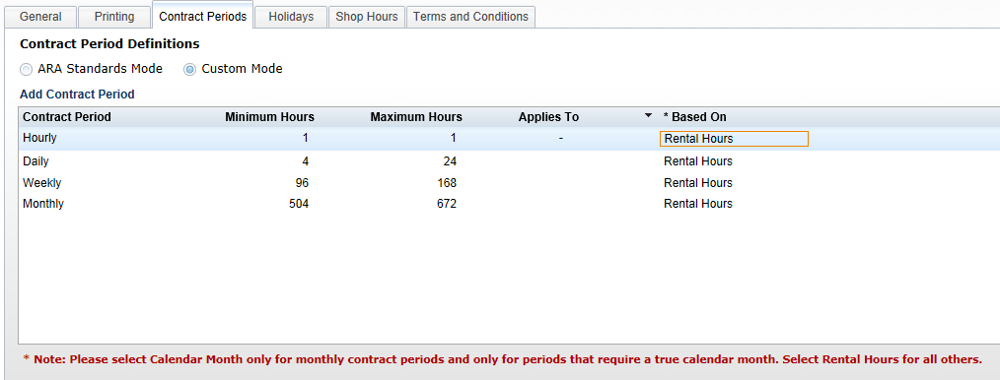 General Printing Contract Periods Holidays Shop Hours Terms and Conditions
Contract Period Definitions
ARA Standards Mode Custom Mode
Add Contract Period
Contract Period Minimum Hours Maximum Hours Applies To * Based On
Hourly 1 1 - Rental Hours
Daily 4 24 Rental Hours
Weekly 96 168 Rental Hours
Monthly 504 672 Rental Hours
* Note: Please select Calendar Month only for monthly contract periods and only for periods that require a true calendar month. Select Rental Hours for all others.